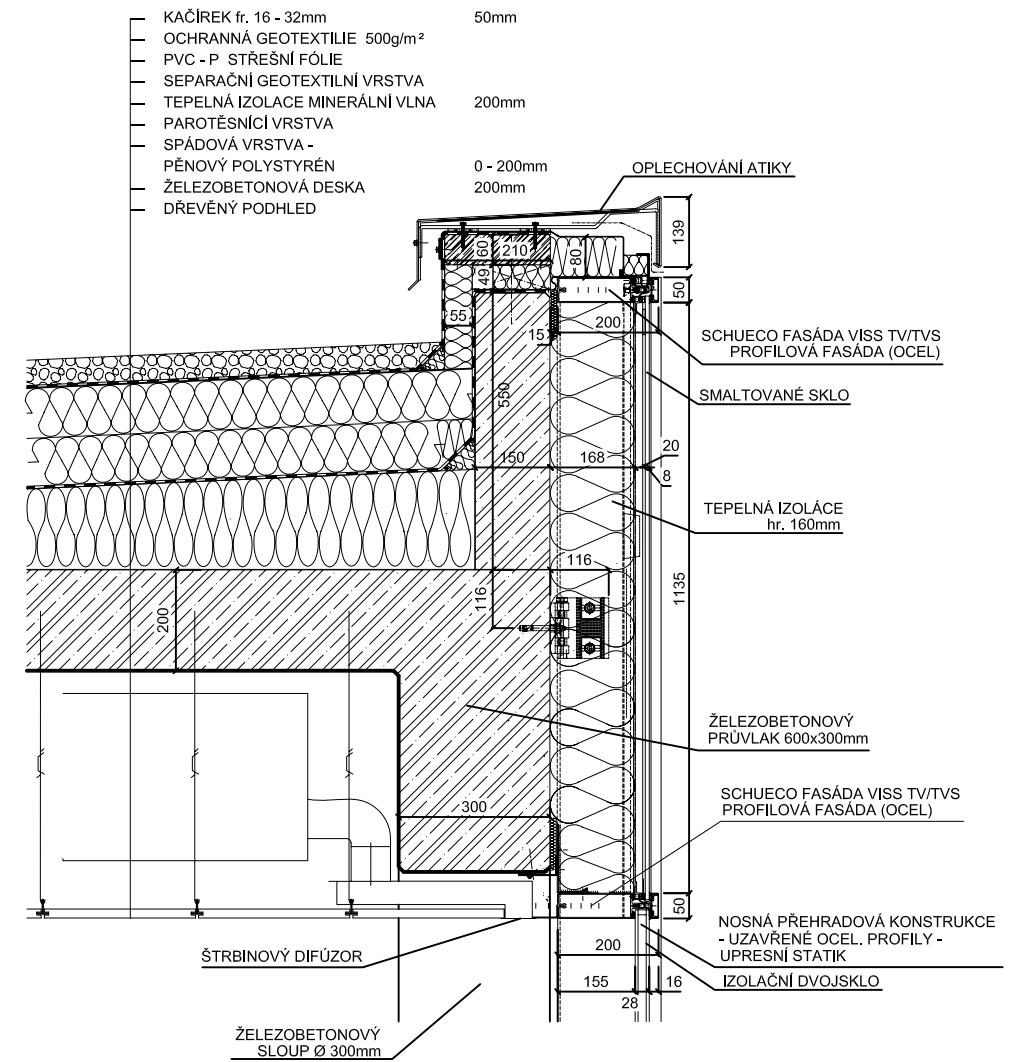 KAČÍREK fr. 16 - 32mm 50mm
OCHRANNÁ GEOTEXTILIE 500g/m²
PVC - P STŘEŠNÍ FÓLIE
SEPARAČNÍ GEOTEXTILNÍ VRSTVA
TEPELNÁ IZOLACE MINERÁLNÍ VLNA 200mm
PAROTĚSNÍCÍ VRSTVA
SPÁDOVÁ VRSTVA -
PĚNOVÝ POLYSTYRÉN 0 - 200mm
ŽELEZOBETONOVÁ DESKA 200mm
DŘEVĚNÝ PODHLED
OPLECHOVÁNÍ ATIKY
139
60
210
80
49
50
55
200
15
SCHUECO FASÁDA VISS TV/TVS
PROFILOVÁ FASÁDA (OCEL)
SMALTOVANÉ SKLO
550
20
150
168
8
TEPELNÁ IZOLÁCE
hr. 160mm
116
116
1135
200
ŽELEZOBETONOVÝ
PRŮVLAK 600x300mm
SCHUECO FASÁDA VISS TV/TVS
PROFILOVÁ FASÁDA (OCEL)
300
50
NOSNÁ PŘEHRADOVÁ KONSTRUKCE
- UZAVŘENÉ OCEL. PROFILY -
UPRESNÍ STATIK
200
ŠTRBINOVÝ DIFÚZOR
155
16
IZOLAČNÍ DVOJSKLO
28
ŽELEZOBETONOVÝ
SLOUP Ø 300mm